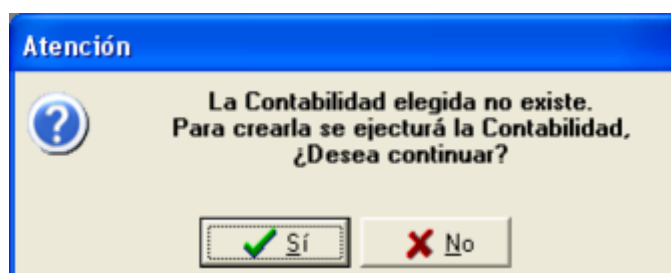 Atención
La Contabilidad elegida no existe.
Para crearla se ejecturá la Contabilidad,
¿Desea continuar?
Sí
No